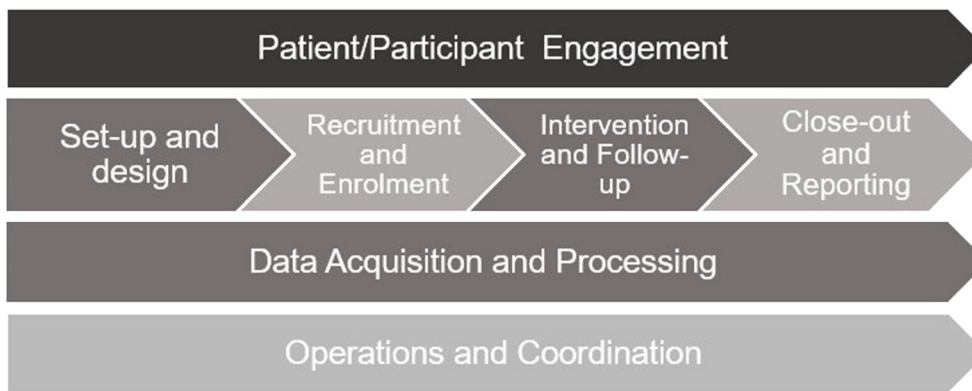 Patient/Participant Engagement
Set-up and
design
Recruitment
and
Enrolment
Intervention
and Follow-
up
Close-out
and
Reporting
Data Acquisition and Processing
Operations and Coordination